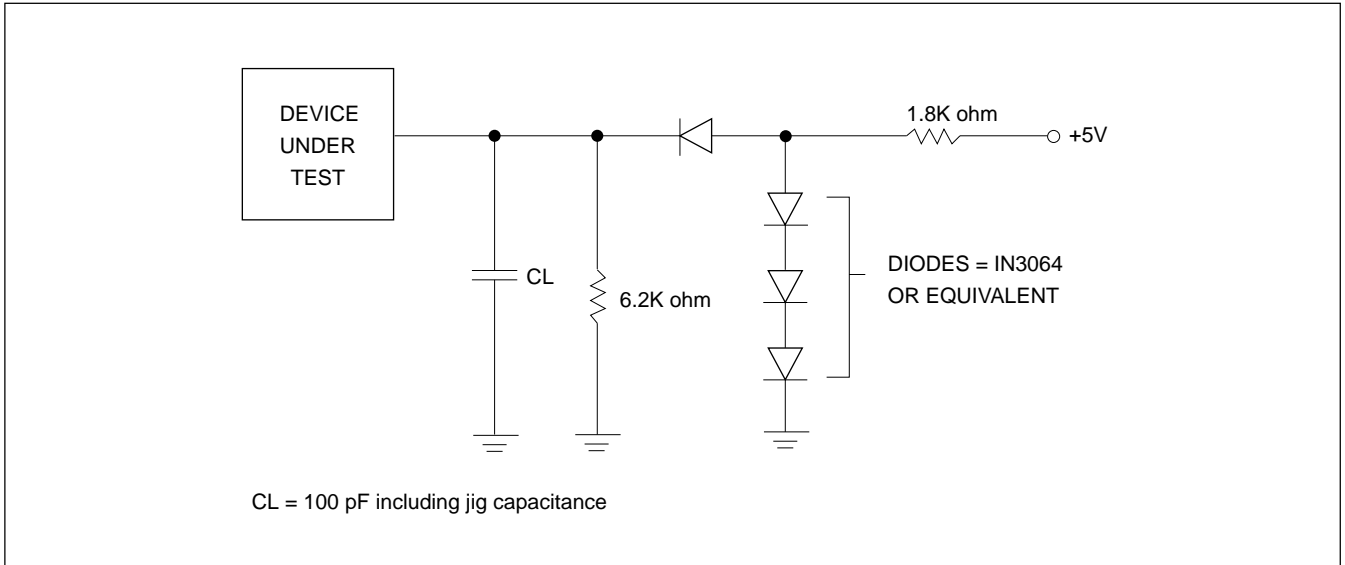 DEVICE
UNDER
TEST
1.8K ohm
+5V
CL
6.2K ohm
DIODES = IN3064
OR EQUIVALENT
CL = 100 pF including jig capacitance